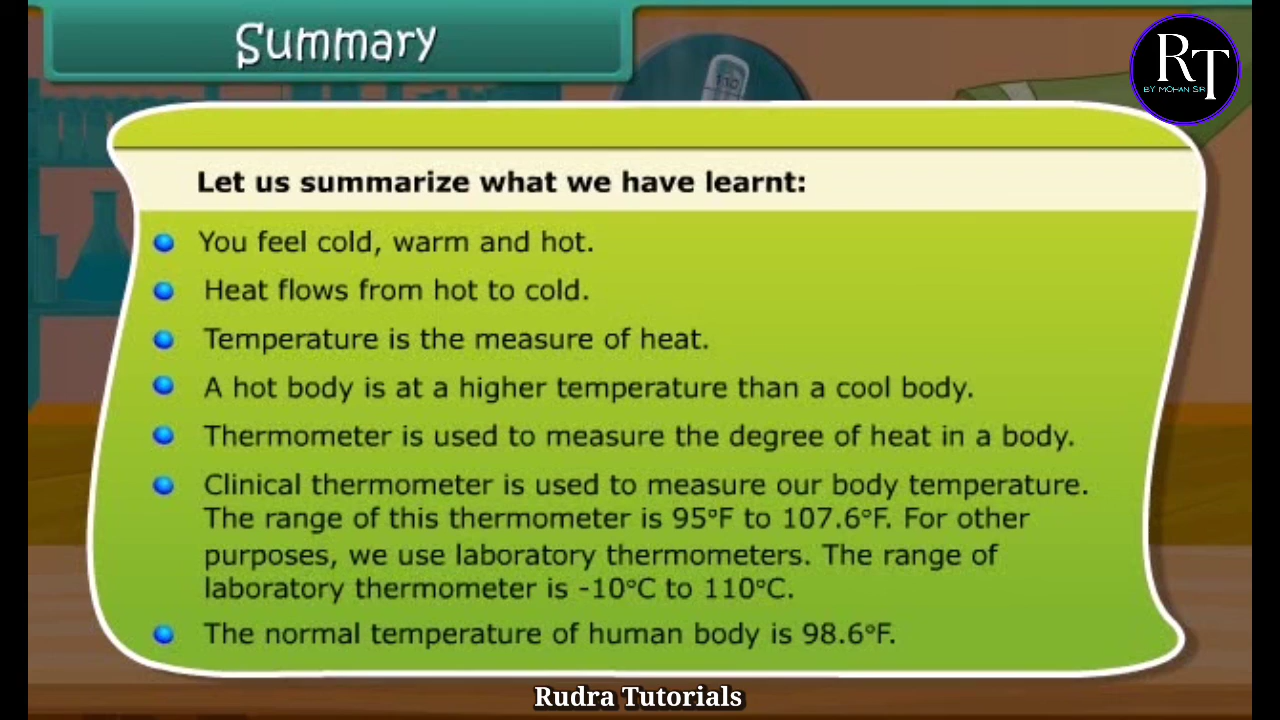 Summary
RT
BY MOHAN SIR
110
Let us summarize what we have learnt:
You feel cold, warm and hot.
Heat flows from hot to cold.
Temperature is the measure of heat.
A hot body is at a higher temperature than a cool body.
Thermometer is used to measure the degree of heat in a body.
Clinical thermometer is used to measure our body temperature.
The range of this thermometer is 95°F to 107.6°F. For other
purposes, we use laboratory thermometers. The range of
laboratory thermometer is -10°C to 110°C.
The normal temperature of human body is 98.6°F.
Rudra Tutorials